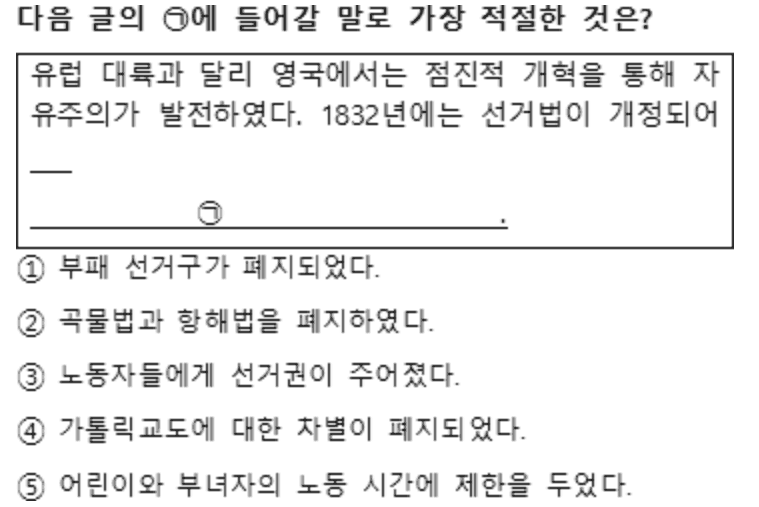 다음 글의 ㉠에 들어갈 말로 가장 적절한 것은?
유럽 대륙과 달리 영국에서는 점진적 개혁을 통해 자
유주의가 발전하였다. 1832년에는 선거법이 개정되어
___
____________㉠____________.
① 부패 선거구가 폐지되었다.
② 곡물법과 항해법을 폐지하였다.
③ 노동자들에게 선거권이 주어졌다.
④ 가톨릭교도에 대한 차별이 폐지되었다.
⑤ 어린이와 부녀자의 노동 시간에 제한을 두었다.